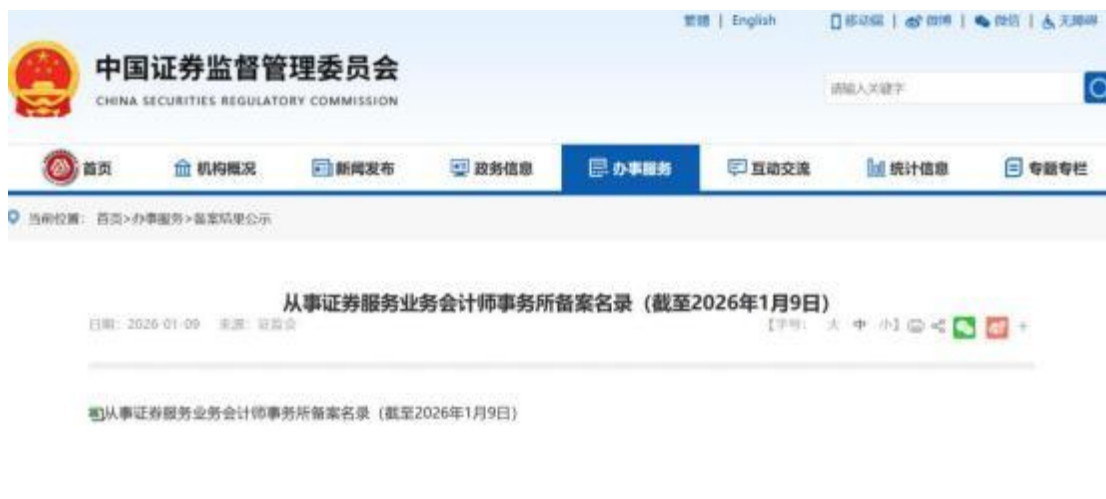 繁體 | English 移动端 | 微博 | 微信 | 无障碍
中国证券监督管理委员会
CHINA SECURITIES REGULATORY COMMISSION
请输入关键字
首页 机构概况 新闻发布 政务信息 办事服务 互动交流 统计信息 专题专栏
当前位置： 首页>办事服务>备案结果公示
从事证券服务业务会计师事务所备案名录（截至2026年1月9日）
日期：2026-01-09 来源：证监会 【字号： 大 中 小】
从事证券服务业务会计师事务所备案名录（截至2026年1月9日）